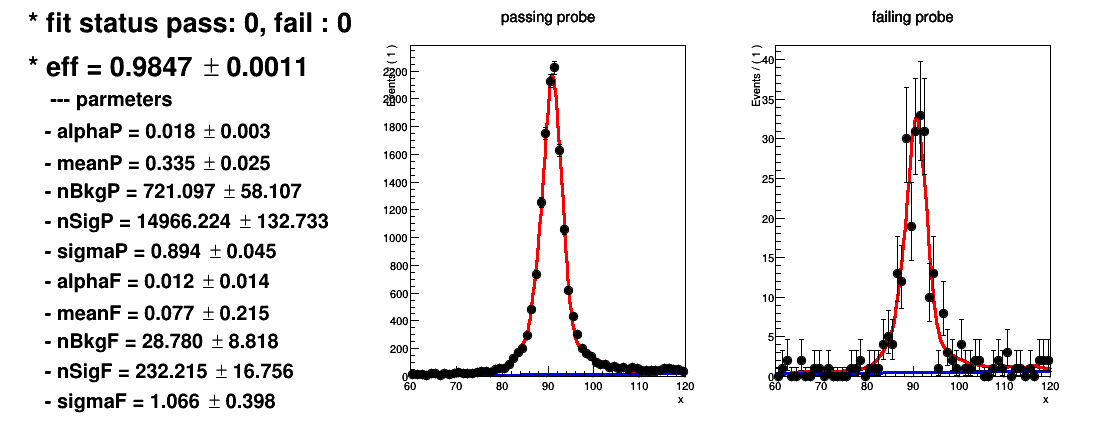 * fit status pass: 0, fail : 0
* eff = 0.9847 ± 0.0011
--- parmeters
- alphaP = 0.018 ± 0.003
- meanP = 0.335 ± 0.025
- nBkgP = 721.097 ± 58.107
- nSigP = 14966.224 ± 132.733
- sigmaP = 0.894 ± 0.045
- alphaF = 0.012 ± 0.014
- meanF = 0.077 ± 0.215
- nBkgF = 28.780 ± 8.818
- nSigF = 232.215 ± 16.756
- sigmaF = 1.066 ± 0.398
passing probe
Events / ( 1 )
2200
2000
1800
1600
1400
1200
1000
800
600
400
200
0
60 70 80 90 100 110 120
x
failing probe
Events / ( 1 )
40
35
30
25
20
15
10
5
0
60 70 80 90 100 110 120
x